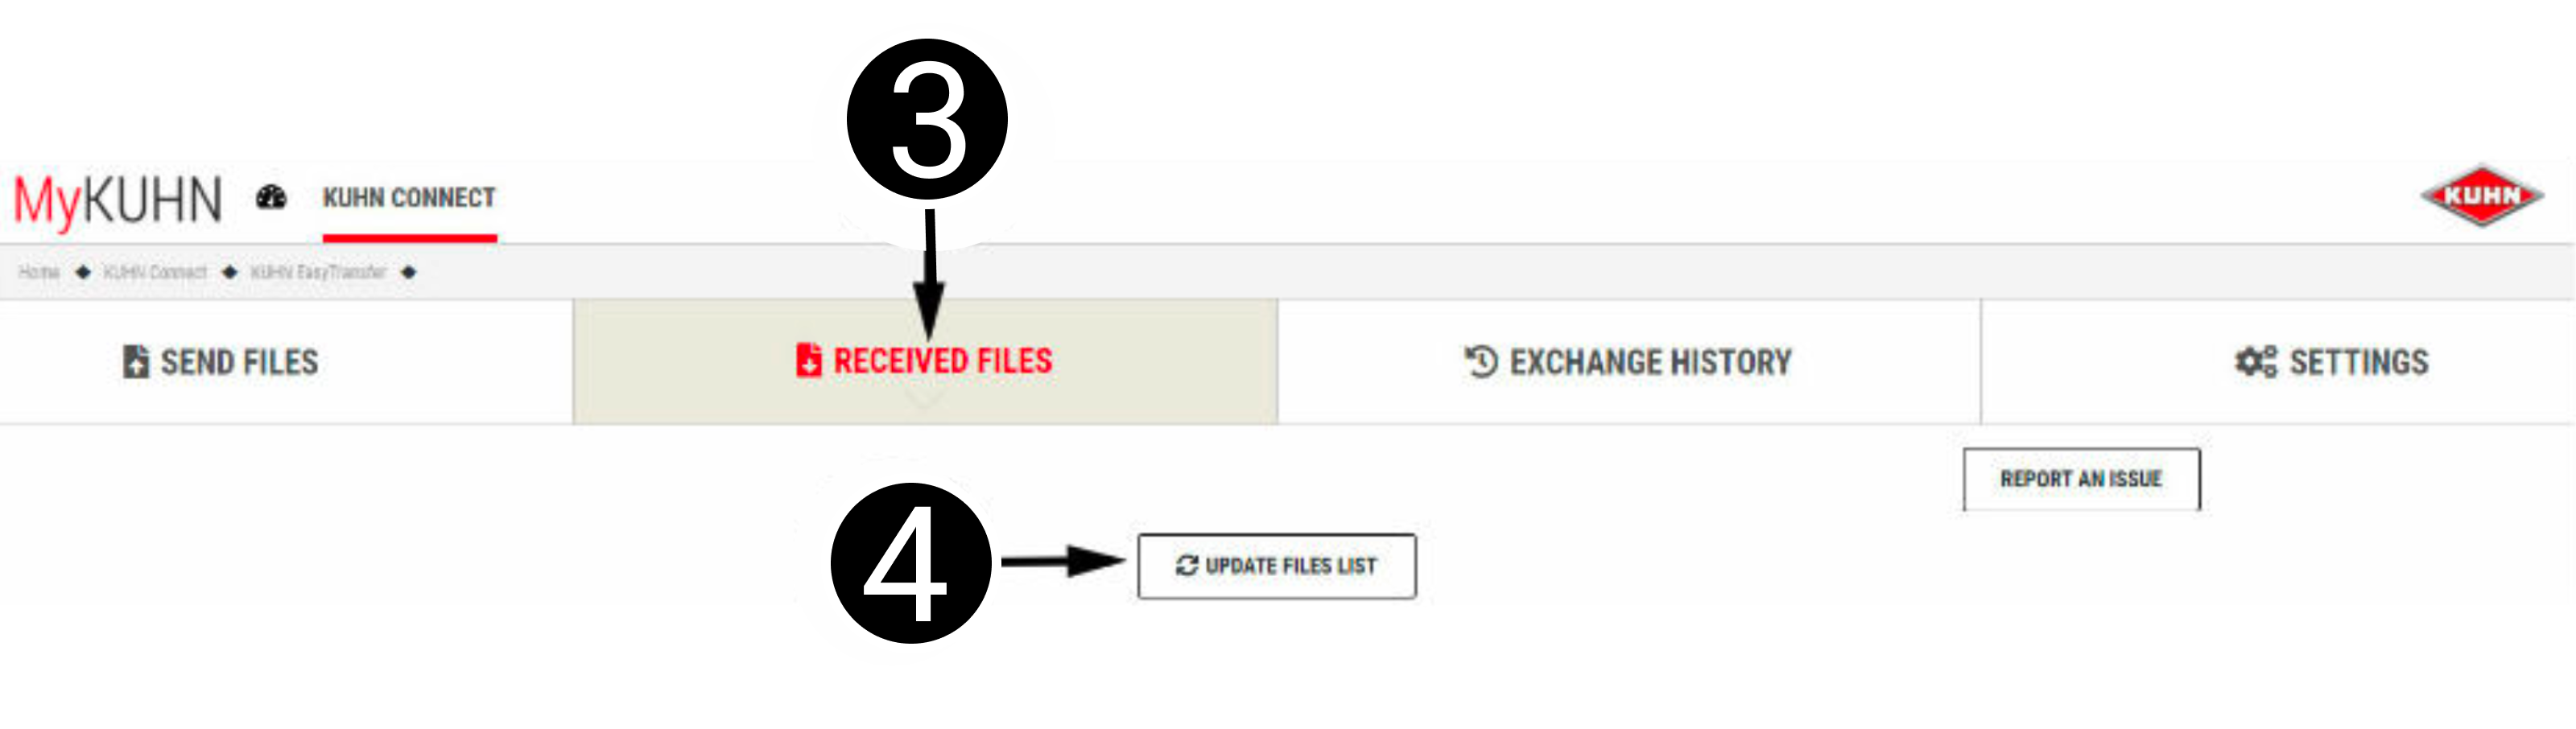 3
MyKUHN KUHN CONNECT KUHN
Home KUHN Connect KUHN EasyTransfer
SEND FILES RECEIVED FILES EXCHANGE HISTORY SETTINGS
REPORT AN ISSUE
4 UPDATE FILES LIST